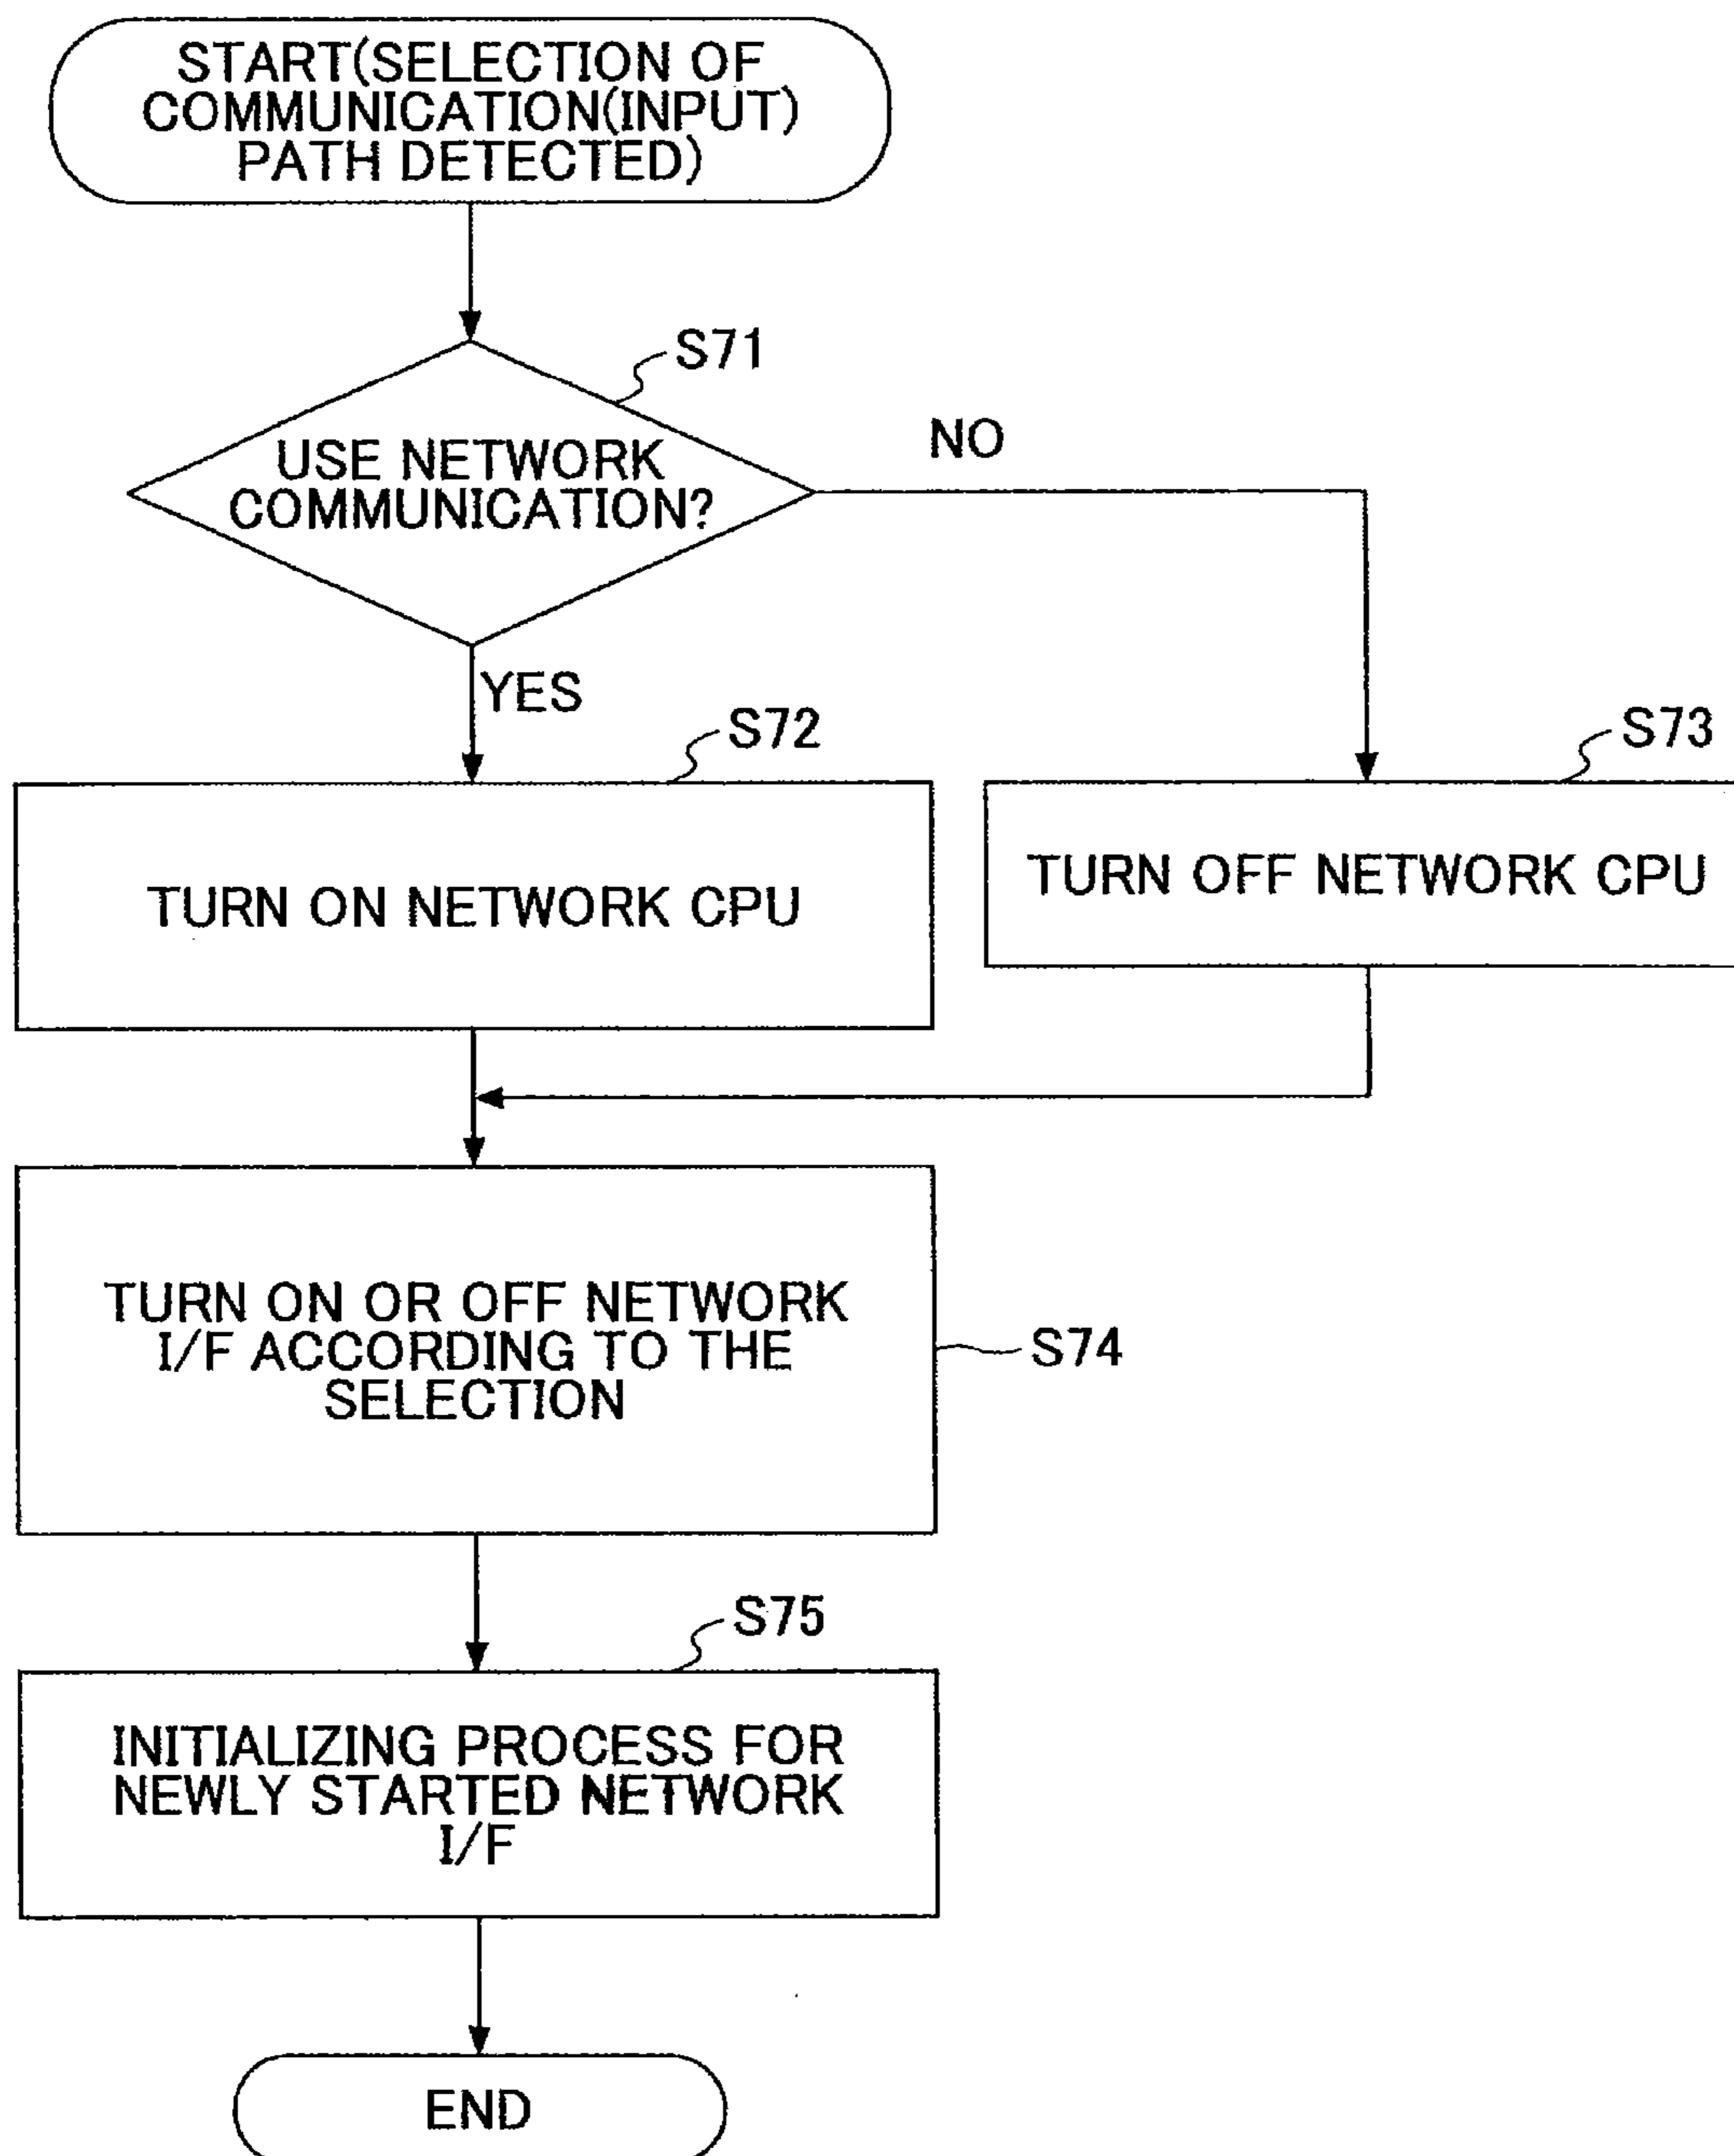 START(SELECTION OF
COMMUNICATION(INPUT)
PATH DETECTED)
S71
USE NETWORK
COMMUNICATION?
NO
YES
S72
TURN ON NETWORK CPU
S73
TURN OFF NETWORK CPU
TURN ON OR OFF NETWORK
I/F ACCORDING TO THE
SELECTION
S74
S75
INITIALIZING PROCESS FOR
NEWLY STARTED NETWORK
I/F
END